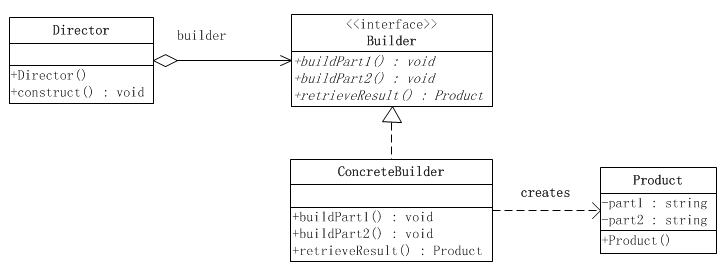 Director
+Director()
+construct() : void
builder
<<interface>>
Builder
+buildPart1() : void
+buildPart2() : void
+retrieveResult() : Product
ConcreteBuilder
+buildPart1() : void
+buildPart2() : void
+retrieveResult() : Product
creates
Product
-part1 : string
-part2 : string
+Product()